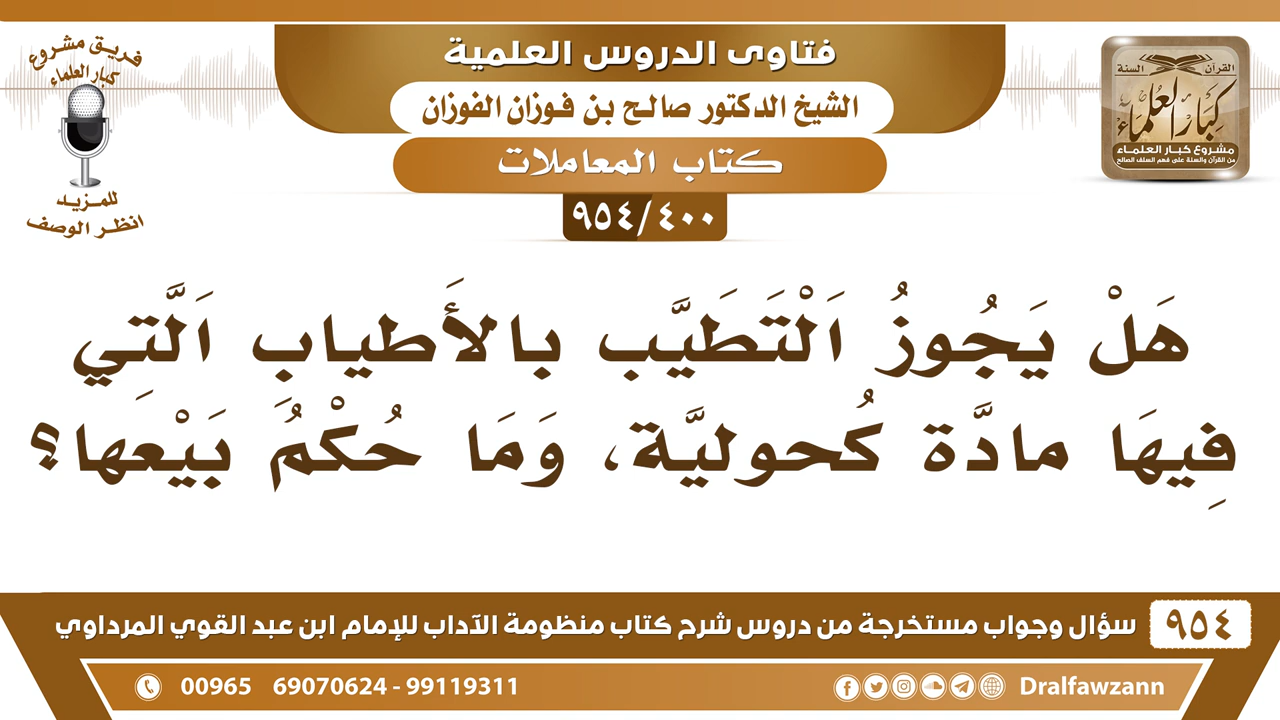 فتاوى الدروس العلمية
الشيخ الدكتور صالح بن فوزان الفوزان
كتاب المعاملات
٩٥٤/٤٠٠
فريق مشروع
كبار العلماء
للمزيد
انظر الوصف
القرآن السنة
كبار العلماء
مشروع كبار العلماء
من القرآن والسنة على فهم السلف الصالح
هَلْ يَجُوزُ اَلْتَطَيَّب بالأَطياب اَلَّتِي
فِيهَا مادَّة كُحوليَّة، وَمَا حُكْمُ بَيْعِها؟
٩٥٤ سؤال وجواب مستخرجة من دروس شرح كتاب منظومة الآداب للإمام ابن عبد القوي المرداوي
00965 69070624 - 99119311
Dralfawzann